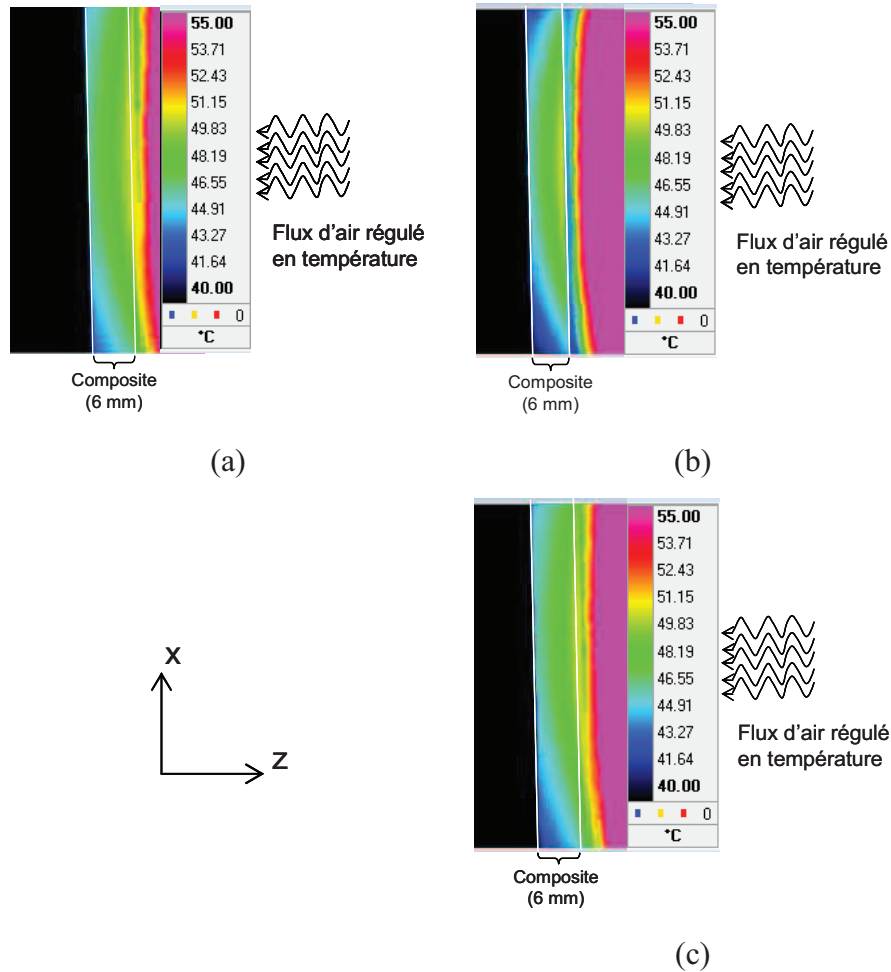 55.00
53.71
52.43
51.15
49.83
48.19
46.55
44.91
43.27
41.64
40.00
0
°C
Flux d'air régulé
en température
Composite
(6 mm)
(a)
55.00
53.71
52.43
51.15
49.83
48.19
46.55
44.91
43.27
41.64
40.00
0
°C
Flux d'air régulé
en température
Composite
(6 mm)
(b)
X
Z
55.00
53.71
52.43
51.15
49.83
48.19
46.55
44.91
43.27
41.64
40.00
0
°C
Flux d'air régulé
en température
Composite
(6 mm)
(c)